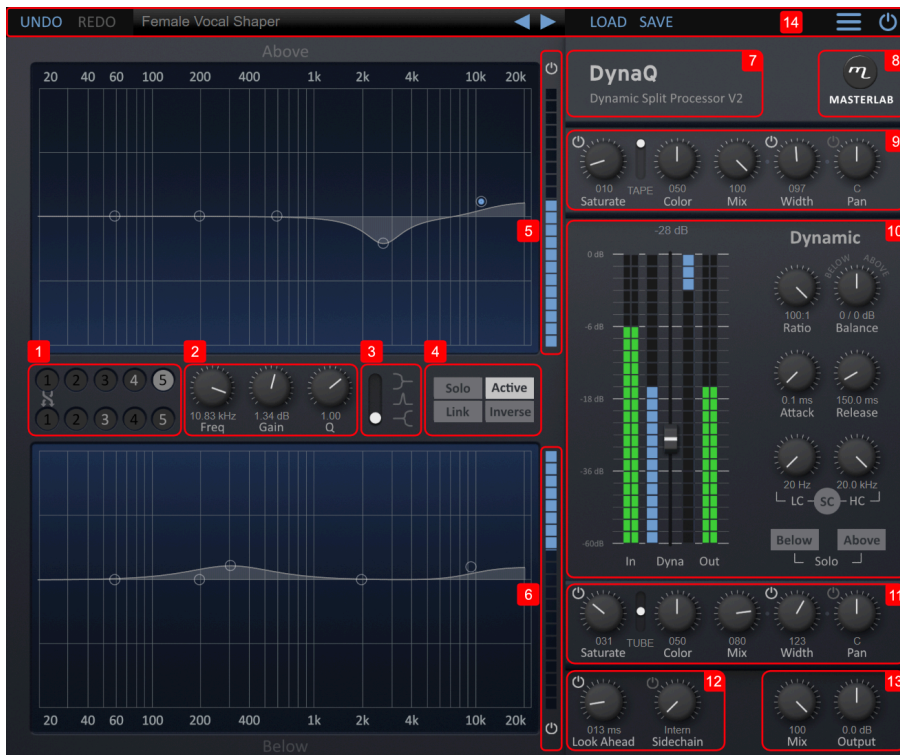 UNDO REDO Female Vocal Shaper LOAD SAVE 14
Above
20 40 60 100 200 400 1k 2k 4k 10k 20k
7
DynaQ
Dynamic Split Processor V2
8
MASTERLAB
9
010 TAPE 050 100 097 C
Saturate Color Mix Width Pan
5
10
-28 dB
Dynamic
0 dB
-6 dB
-18 dB
-36 dB
-60dB
In Dyna Out
BELOW ABOVE
100:1 0 / 0 dB
Ratio Balance
0.1 ms 150.0 ms
Attack Release
20 Hz 20.0 kHz
LC SC HC
Below Above
Solo
1 2 3 4
1 2 3 4 5
1 2 3 4 5
10.83 kHz 1.34 dB 1.00
Freq Gain Q
Solo Active
Link Inverse
6
11
031 TUBE 050 080 123 C
Saturate Color Mix Width Pan
20 40 60 100 200 400 1k 2k 4k 10k 20k
Below
12
013 ms Intern
Look Ahead Sidechain
13
100 0.0 dB
Mix Output